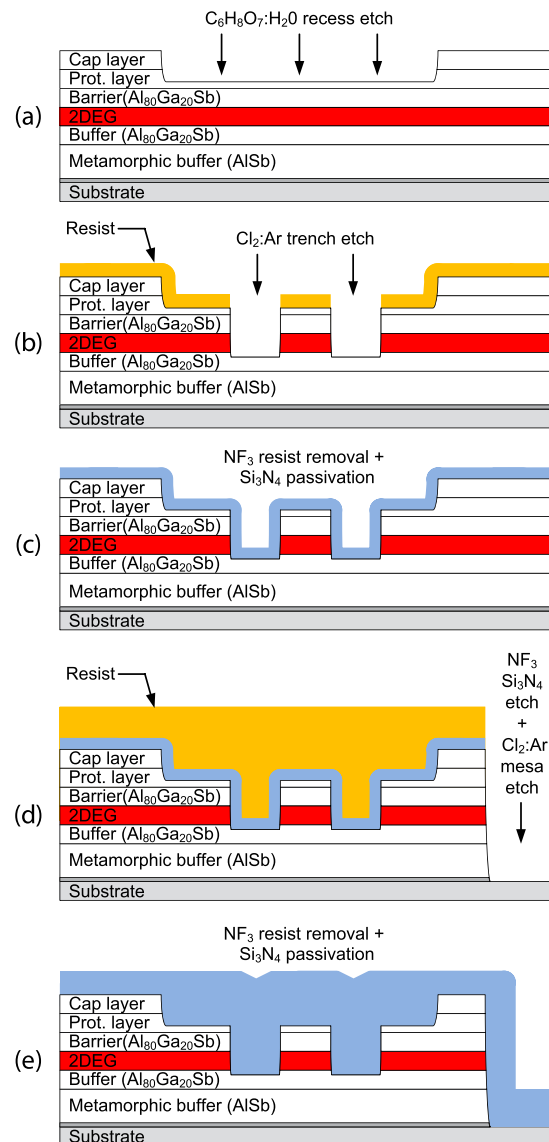 C₆H₈O₇:H₂0 recess etch
Cap layer
Prot. layer
Barrier(Al₈₀Ga₂₀Sb)
(a)
2DEG
Buffer (Al₈₀Ga₂₀Sb)
Metamorphic buffer (AlSb)
Substrate
Resist
Cl₂:Ar trench etch
Cap layer
Prot. layer
Barrier(Al₈₀Ga₂₀Sb)
(b)
2DEG
Buffer (Al₈₀Ga₂₀Sb)
Metamorphic buffer (AlSb)
Substrate
NF₃ resist removal +
Si₃N₄ passivation
Cap layer
Prot. layer
Barrier(Al₈₀Ga₂₀Sb)
(c)
2DEG
Buffer (Al₈₀Ga₂₀Sb)
Metamorphic buffer (AlSb)
Substrate
Resist
NF₃
Si₃N₄
etch
+
Cl₂:Ar
mesa
etch
Cap layer
Prot. layer
Barrier(Al₈₀Ga₂₀Sb)
(d)
2DEG
Buffer (Al₈₀Ga₂₀Sb)
Metamorphic buffer (AlSb)
Substrate
NF₃ resist removal +
Si₃N₄ passivation
Cap layer
Prot. layer
Barrier(Al₈₀Ga₂₀Sb)
(e)
2DEG
Buffer (Al₈₀Ga₂₀Sb)
Metamorphic buffer (AlSb)
Substrate